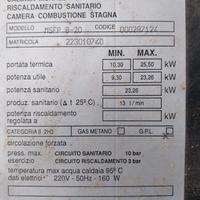 RISCALDAMENTO SANITARIO
CAMERA COMBUSTIONE STAGNA
MODELLO MSFP B-20 CODICE 000297124
MATRICOLA 223010740
MIN. MAX.
portata termica 10,39 25,50 kW
potenza utile 9,30 23,26 kW
potenza sanitario 23,26 kW
produz. sanitario (Δ t 25°C) 13 l/min
potenza riscaldamento
regolata a kW
CATEGORIA II 2H3 GAS METANO G.P.L.
circolazione forzata
press. max. CIRCUITO SANITARIO 10 bar
esercizio CIRCUITO RISCALDAMENTO 3 bar
temperatura max acqua caldaia 95°C
dati elettrici 220V - 50Hz - 160 W